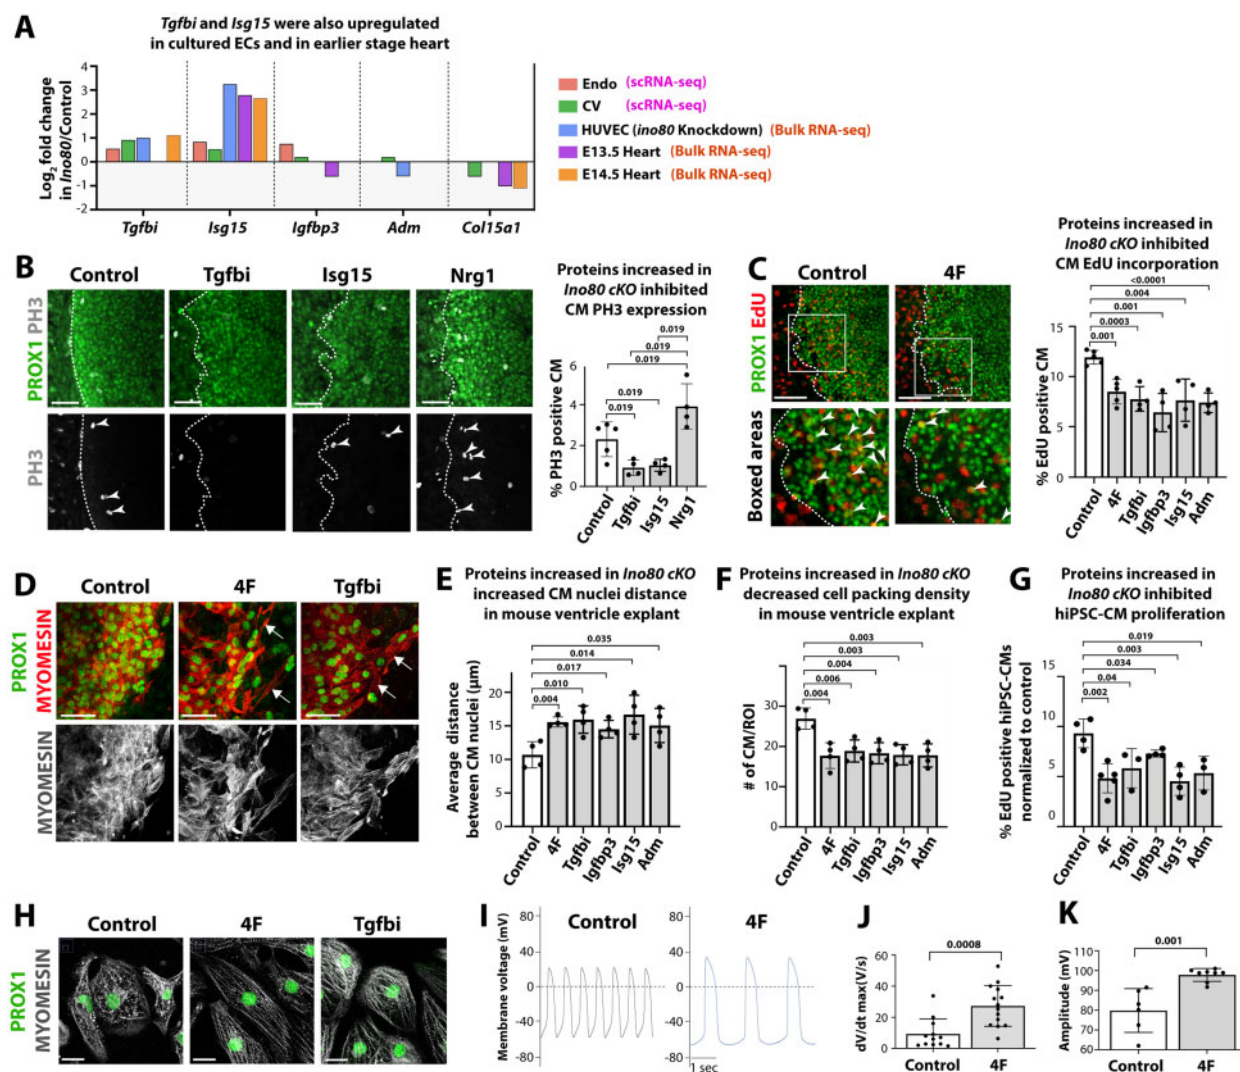 A
Tgfbi and Isg15 were also upregulated
in cultured ECs and in earlier stage heart
Log2 fold change
in Ino80/Control
4
3
2
1
0
-1
-2
Tgfbi
Isg15
Igfbp3
Adm
Col15a1
Endo (scRNA-seq)
CV (scRNA-seq)
HUVEC (ino80 Knockdown) (Bulk RNA-seq)
E13.5 Heart (Bulk RNA-seq)
E14.5 Heart (Bulk RNA-seq)
B
Control
Tgfbi
Isg15
Nrg1
PROX1 PH3
PH3
Proteins increased in
Ino80 cKO inhibited
CM PH3 expression
0.019
0.019
0.019
0.019
0.019
% PH3 positive CM
6
4
2
0
Control
Tgfbi
Isg15
Nrg1
C
Control
4F
PROX1 EdU
Boxed areas
Proteins increased in
Ino80 cKO inhibited
CM EdU incorporation
<0.0001
0.004
0.001
0.0003
0.001
% EdU positive CM
15
10
5
0
Control
4F
Tgfbi
Igfbp3
Isg15
Adm
D
Control
4F
Tgfbi
PROX1
MYOMESIN
MYOMESIN
E
Proteins increased in Ino80 cKO
increased CM nuclei distance
in mouse ventricle explant
0.035
0.014
0.017
0.010
0.004
Average distance
between CM nuclei (μm)
20
15
10
5
0
Control
4F
Tgfbi
Igfbp3
Isg15
Adm
F
Proteins increased in Ino80 cKO
decreased cell packing density
in mouse ventricle explant
0.003
0.003
0.004
0.006
0.004
# of CM/ROI
30
20
10
0
Control
4F
Tgfbi
Igfbp3
Isg15
Adm
G
Proteins increased in
Ino80 cKO inhibited
hiPSC-CM proliferation
0.019
0.003
0.034
0.04
0.002
% EdU positive hiPSC-CMs
normalized to control
10
5
0
Control
4F
Tgfbi
Igfbp3
Isg15
Adm
H
Control
4F
Tgfbi
PROX1
MYOMESIN
I
Control
4F
Membrane voltage (mV)
80
40
0
-40
-80
80
40
0
-40
-80
1 sec
J
0.0008
dV/dt max(V/s)
60
40
20
0
Control
4F
K
0.001
Amplitude (mV)
110
100
90
80
70
60
Control
4F